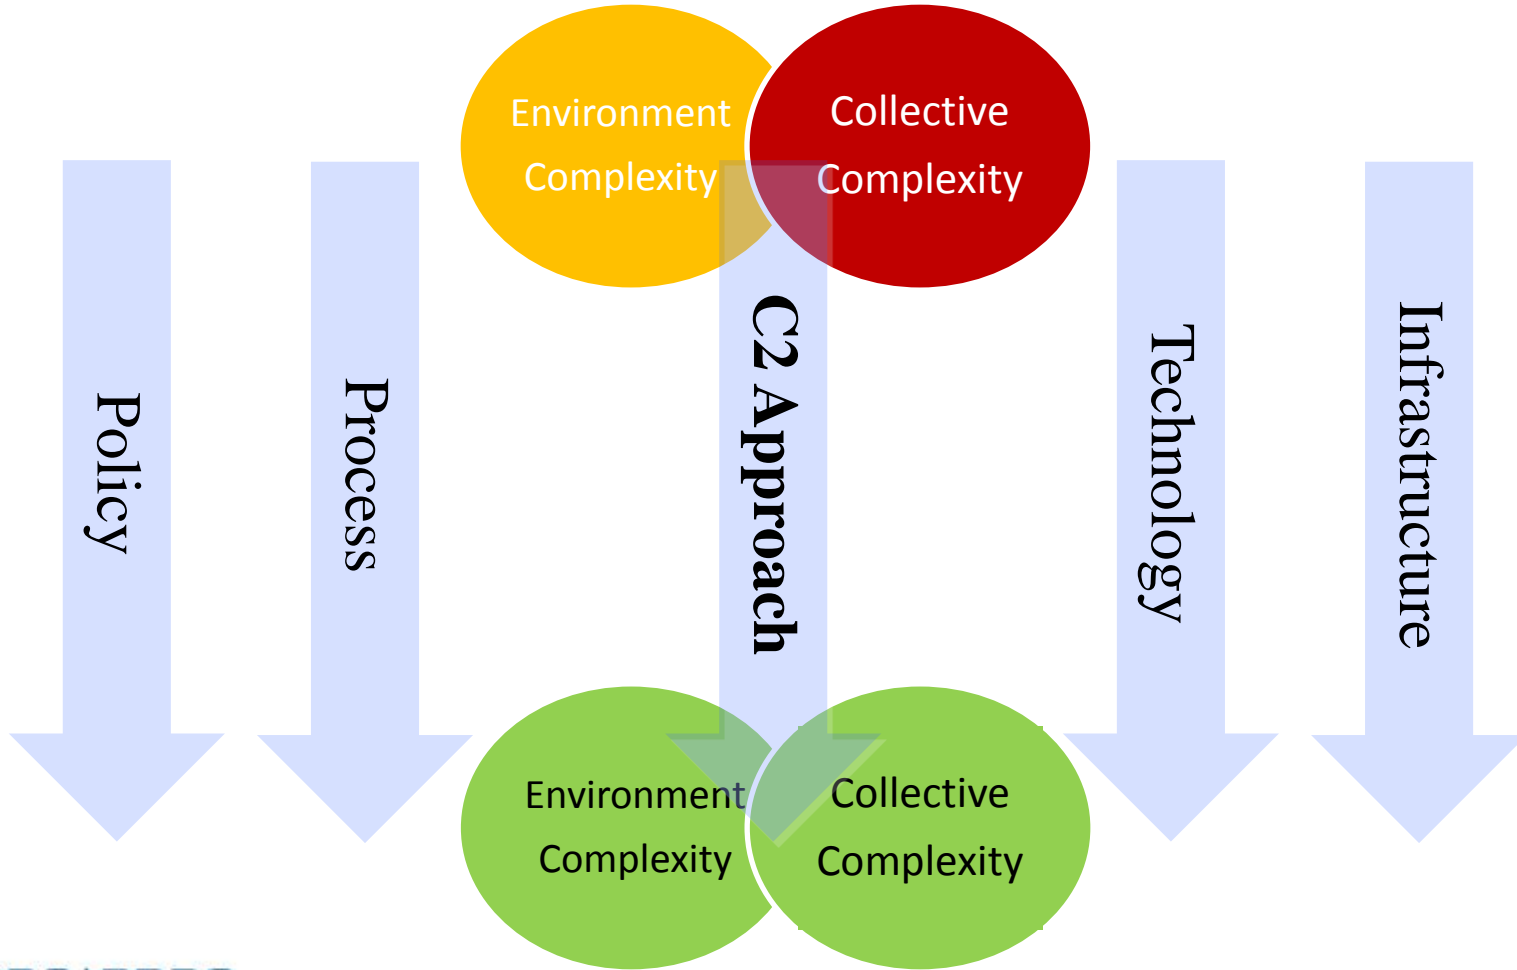 Environment
Complexity
Collective
Complexity
Policy
Process
C2 Approach
Technology
Infrastructure
Environment
Complexity
Collective
Complexity